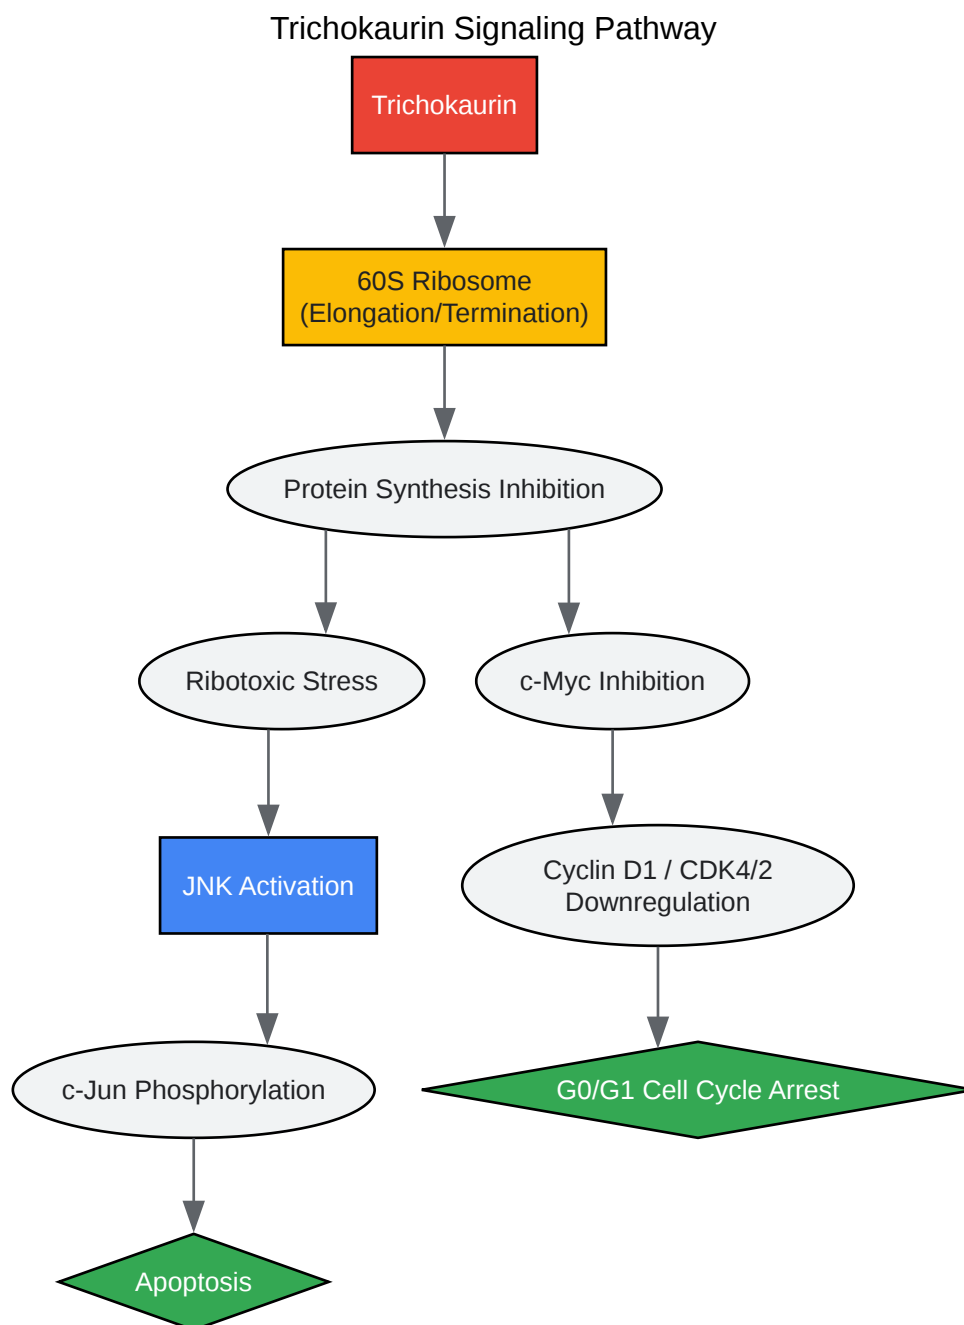 Trichokaurin Signaling Pathway
Trichokaurin
60S Ribosome
(Elongation/Termination)
Protein Synthesis Inhibition
Ribotoxic Stress
c-Myc Inhibition
JNK Activation
Cyclin D1 / CDK4/2
Downregulation
c-Jun Phosphorylation
G0/G1 Cell Cycle Arrest
Apoptosis